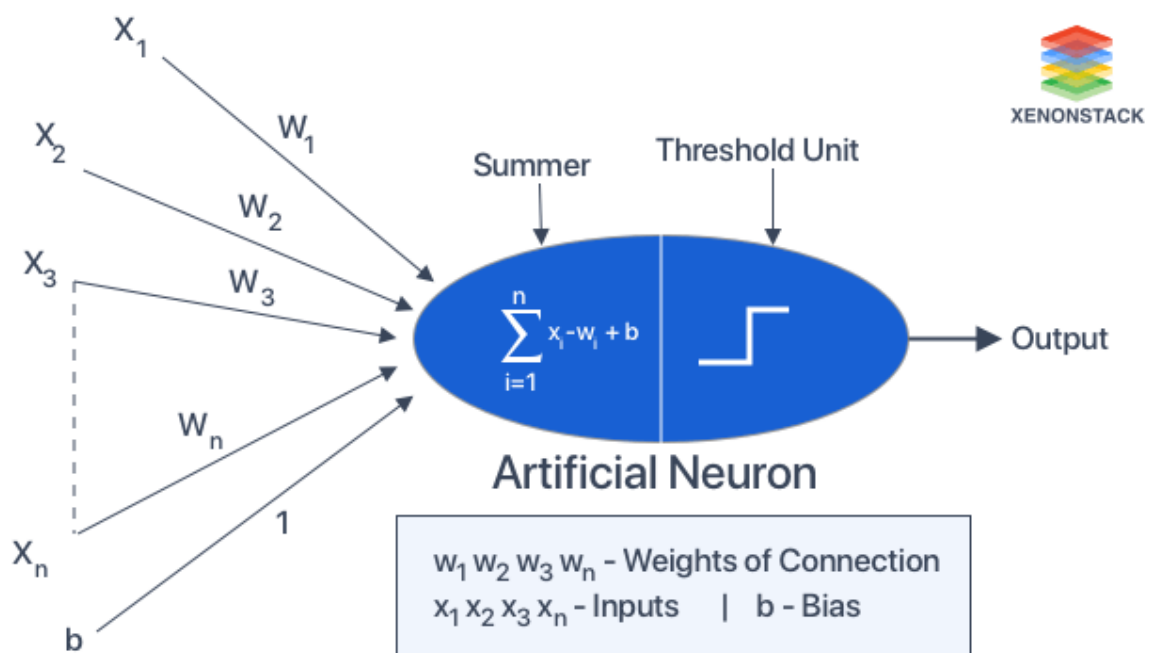 X₁
XENONSTACK
W₁
X₂
Threshold Unit
Summer
W₂
X₃
W₃
n
∑ xᵢ-wᵢ + b
i=1
Output
Wₙ
Artificial Neuron
1
Xₙ
w₁ w₂ w₃ wₙ - Weights of Connection
x₁ x₂ x₃ xₙ - Inputs | b - Bias
b